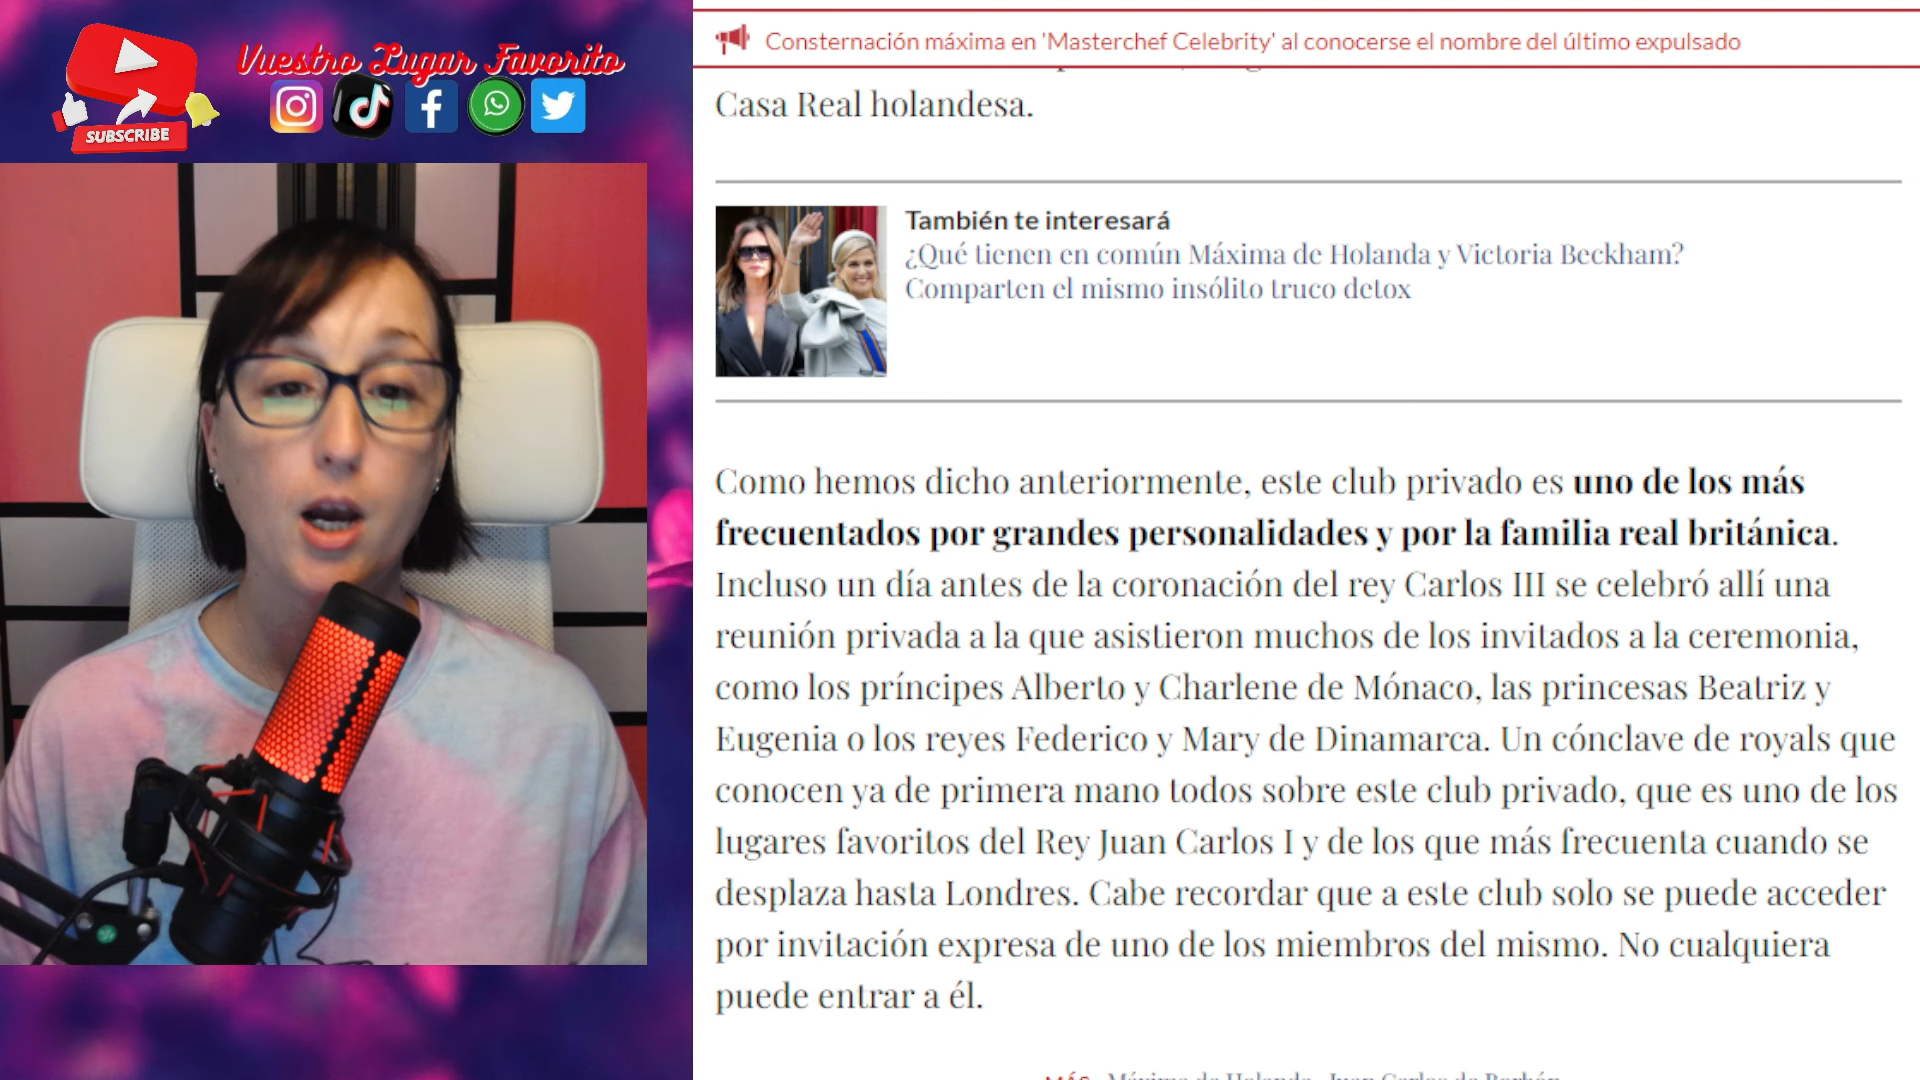 Vuestro Lugar Favorito
SUBSCRIBE
Consternación máxima en 'Masterchef Celebrity' al conocerse el nombre del último expulsado
Casa Real holandesa.
También te interesará
¿Qué tienen en común Máxima de Holanda y Victoria Beckham?
Comparten el mismo insólito truco detox
Como hemos dicho anteriormente, este club privado es uno de los más
frecuentados por grandes personalidades y por la familia real británica.
Incluso un día antes de la coronación del rey Carlos III se celebró allí una
reunión privada a la que asistieron muchos de los invitados a la ceremonia,
como los príncipes Alberto y Charlene de Mónaco, las princesas Beatriz y
Eugenia o los reyes Federico y Mary de Dinamarca. Un cónclave de royals que
conocen ya de primera mano todos sobre este club privado, que es uno de los
lugares favoritos del Rey Juan Carlos I y de los que más frecuenta cuando se
desplaza hasta Londres. Cabe recordar que a este club solo se puede acceder
por invitación expresa de uno de los miembros del mismo. No cualquiera
puede entrar a él.
MÁS Máxima de Holanda Juan Carlos de Borbón